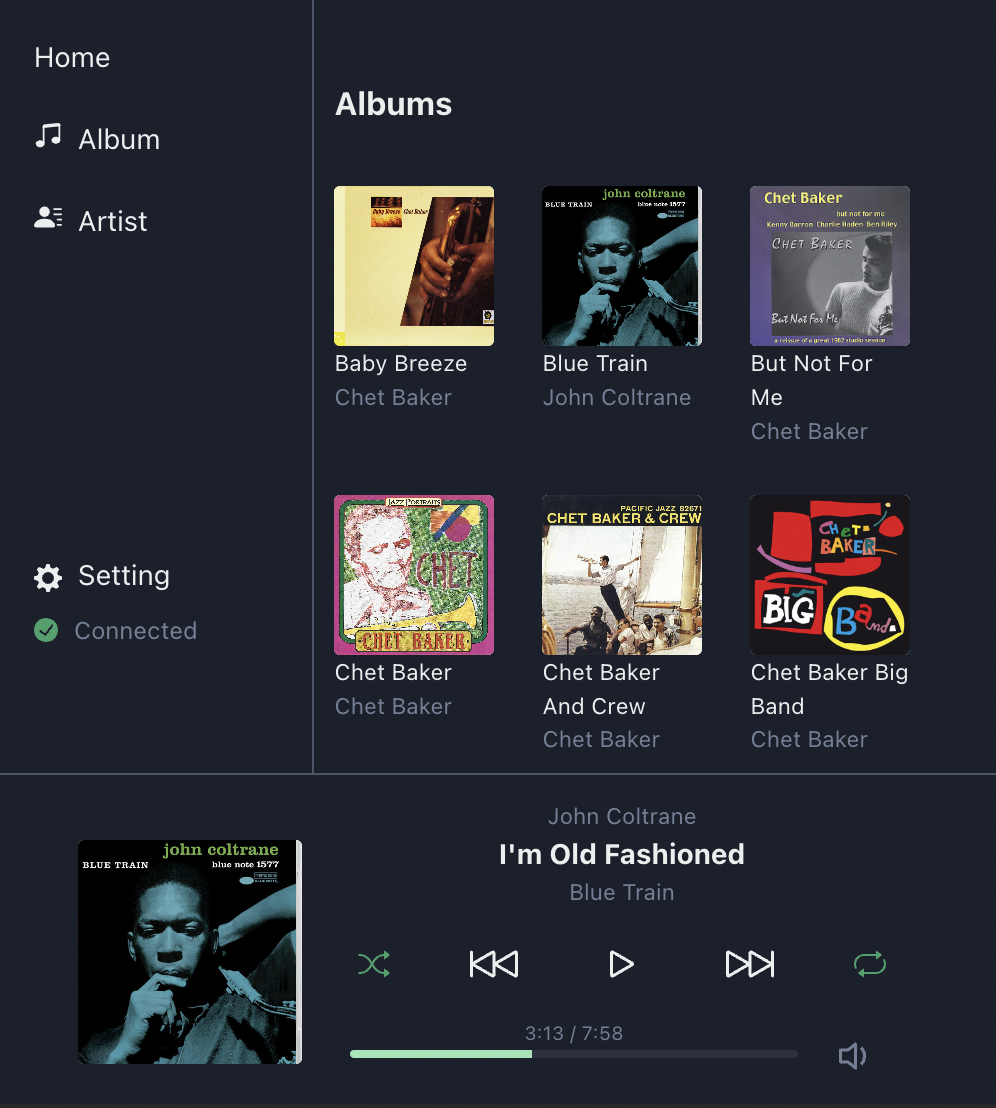 Home
Album
Artist
Setting
Connected
Albums
Baby Breeze Chet Baker
Baby Breeze
Chet Baker
john coltrane
BLUE TRAIN blue note 1577
Blue Train
John Coltrane
Chet Baker
but not for me
Kenny Barron Charlie Haden Ben Riley
CHET BAKER
But Not For Me
a reissue of a great 1982 studio session
But Not For
Me
Chet Baker
JAZZ PORTRAITS
CHET
CHET BAKER
Chet Baker
Chet Baker
PACIFIC JAZZ 82671
CHET BAKER & CREW
Chet Baker
And Crew
Chet Baker
CHET
BAKER
BIG
Band
Chet Baker Big
Band
Chet Baker
john coltrane
BLUE TRAIN blue note 1577
John Coltrane
I'm Old Fashioned
Blue Train
3:13 / 7:58